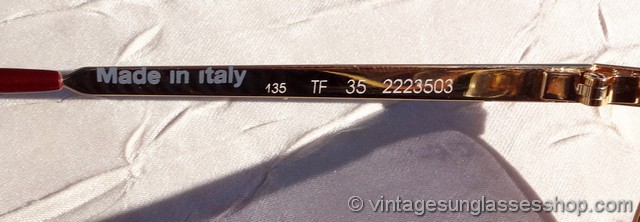 Made in italy 135 TF 35 2223503
© vintagesunglassesshop.com